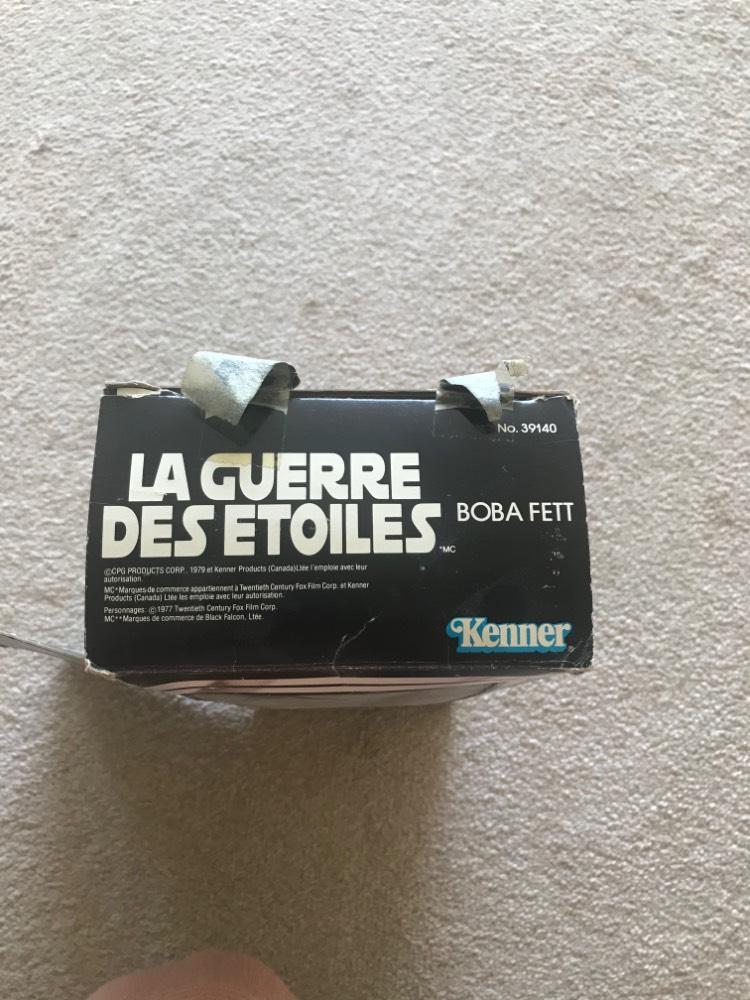 No. 39140
LA GUERRE
DES ETOILES *MC
BOBA FETT
©CPG PRODUCTS CORP. 1979 et Kenner Products (Canada)Ltée l'emploie avec leur
autorisation.
MC*Marques de commerce appartiennent à Twentieth Century Fox Film Corp. et Kenner
Products (Canada) Ltée les emploie avec leur autorisation.
Personnages: ©1977 Twentieth Century Fox Film Corp.
MC**Marques de commerce de Black Falcon, Ltée.
Kenner®